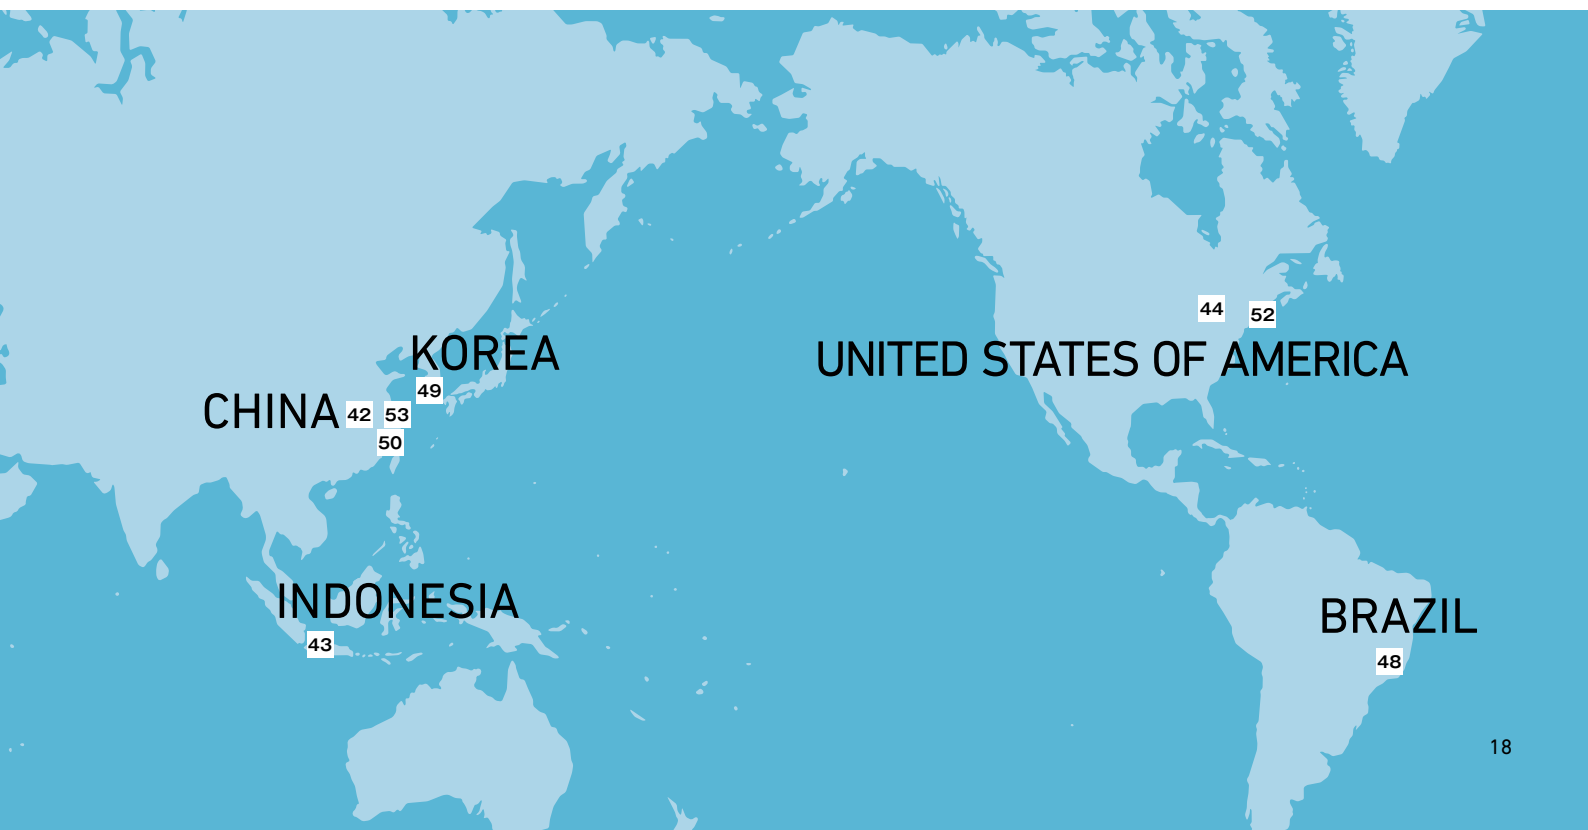 44
52
KOREA
UNITED STATES OF AMERICA
49
CHINA 42 53
50
INDONESIA
43
BRAZIL
48
18